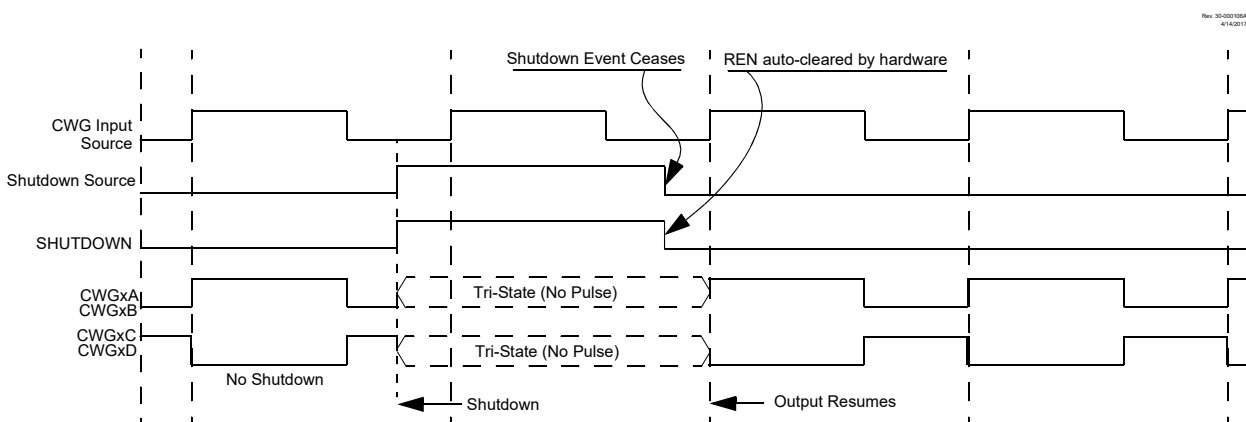 Rev. 30-000106A
4/14/2017
Shutdown Event Ceases
REN auto-cleared by hardware
CWG Input
Source
Shutdown Source
SHUTDOWN
CWGxA
CWGxB
Tri-State (No Pulse)
CWGxC
CWGxD
Tri-State (No Pulse)
No Shutdown
Shutdown
Output Resumes